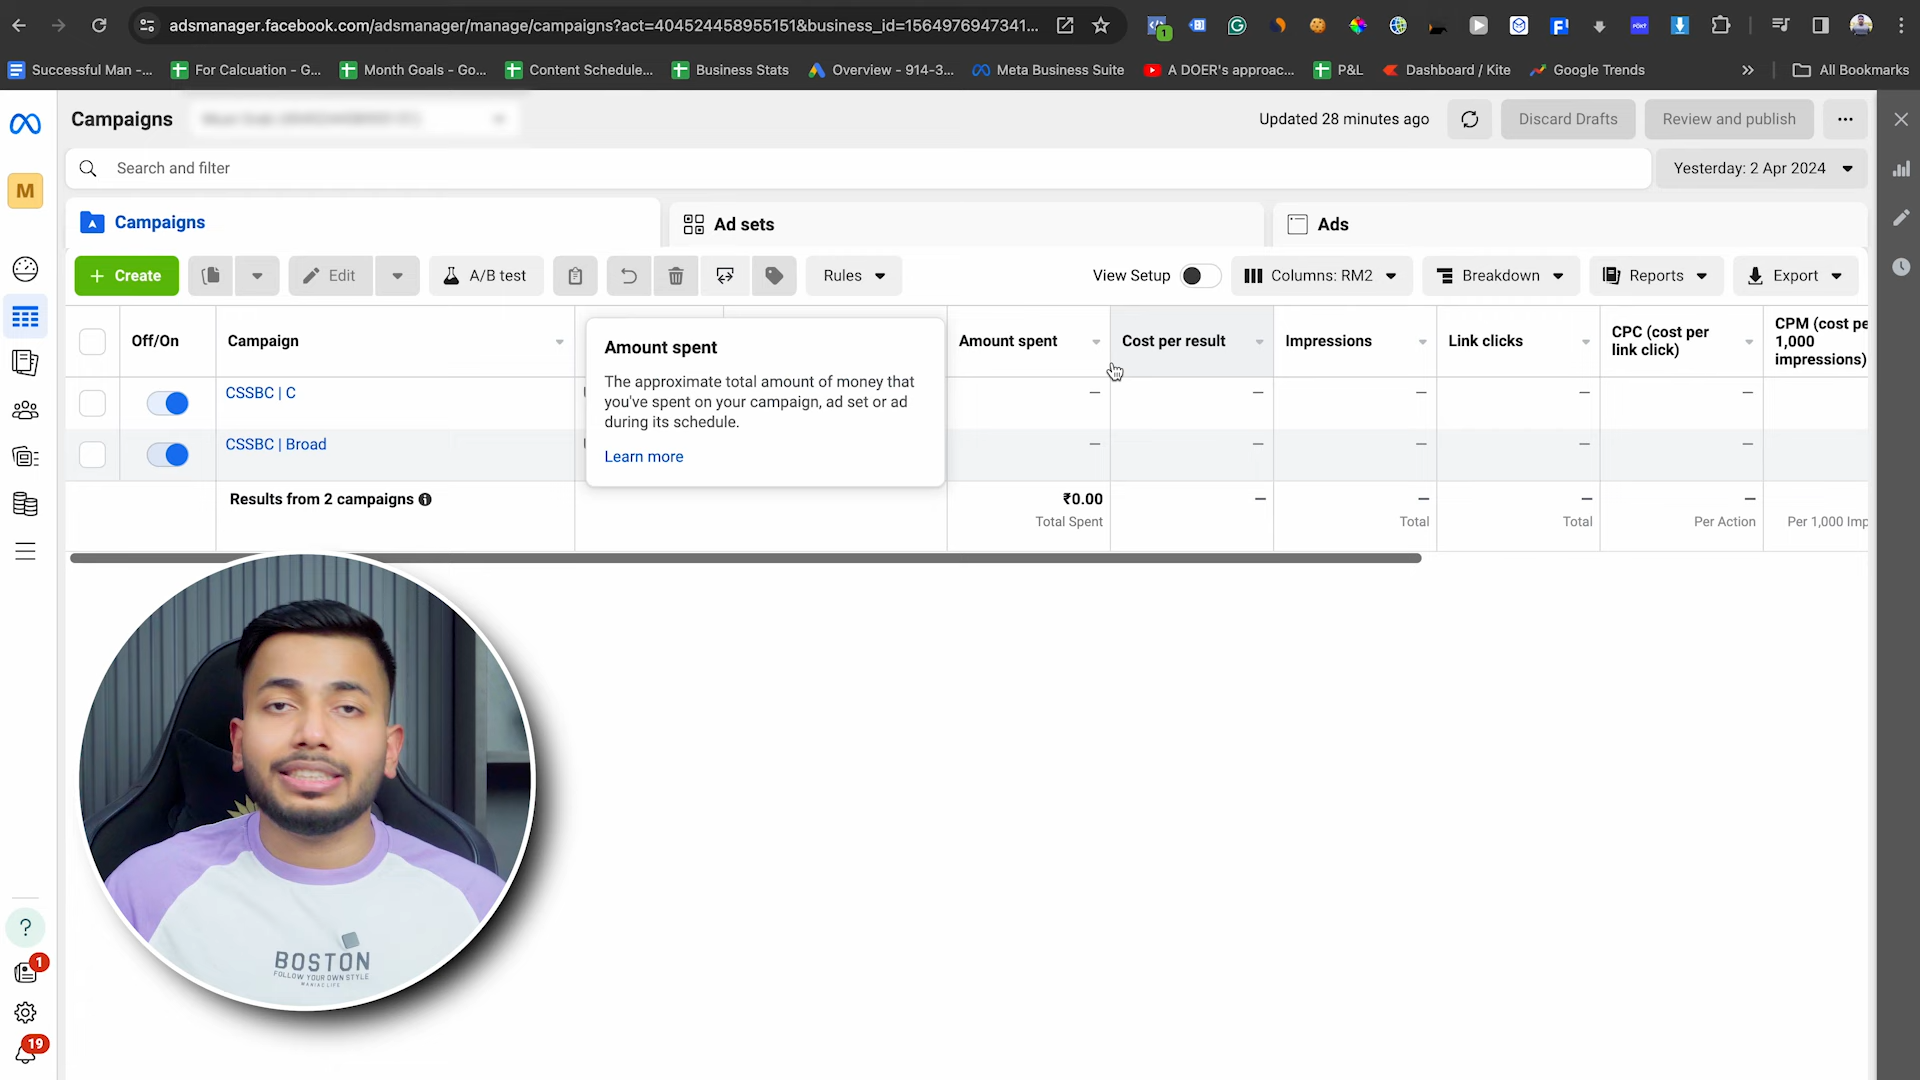 adsmanager.facebook.com/adsmanager/manage/campaigns?act=404524458955151&business_id=1564976947341...
1
Successful Man -...
For Calcuation - G...
Month Goals - Go...
Content Schedule...
Business Stats
Overview - 914-3...
Meta Business Suite
A DOER's approac...
P&L
Dashboard / Kite
Google Trends
All Bookmarks
Campaigns
Updated 28 minutes ago
Discard Drafts
Review and publish
M
Search and filter
Yesterday: 2 Apr 2024
Campaigns
Ad sets
Ads
+ Create
Edit
A/B test
Rules
View Setup
Columns: RM2
Breakdown
Reports
Export
Off/On
Campaign
Amount spent
Cost per result
Impressions
Link clicks
CPC (cost per
link click)
CPM (cost pe
1,000
impressions)
Amount spent
The approximate total amount of money that
you've spent on your campaign, ad set or ad
during its schedule.
Learn more
CSSBC | C
— — — — —
CSSBC | Broad
— — — — —
Results from 2 campaigns
₹0.00 — — — —
Total Spent
Total
Total
Per Action
Per 1,000 Imp
BOSTON
FOLLOW YOUR OWN STYLE
MANIAC LIFE
?
1
19